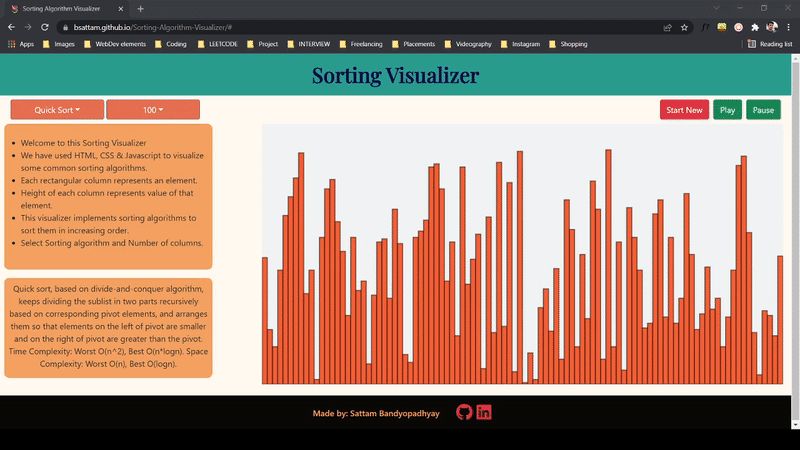 Sorting Algorithm Visualizer
bsattam.github.io/Sorting-Algorithm-Visualizer/#
Apps Images WebDev elements Coding LEETCODE Project INTERVIEW Freelancing Placements Videography Instagram Shopping Reading list
Sorting Visualizer
Quick Sort 100 Start New Play Pause
Welcome to this Sorting Visualizer
We have used HTML, CSS & Javascript to visualize
some common sorting algorithms.
Each rectangular column represents an element.
Height of each column represents value of that
element.
This visualizer implements sorting algorithms to
sort them in increasing order.
Select Sorting algorithm and Number of columns.
Quick sort, based on divide-and-conquer algorithm,
keeps dividing the sublist in two parts recursively
based on corresponding pivot elements, and arranges
them so that elements on the left of pivot are smaller
and on the right of pivot are greater than the pivot.
Time Complexity: Worst O(n^2), Best O(n*logn). Space
Complexity: Worst O(n), Best O(logn).
Made by: Sattam Bandyopadhyay